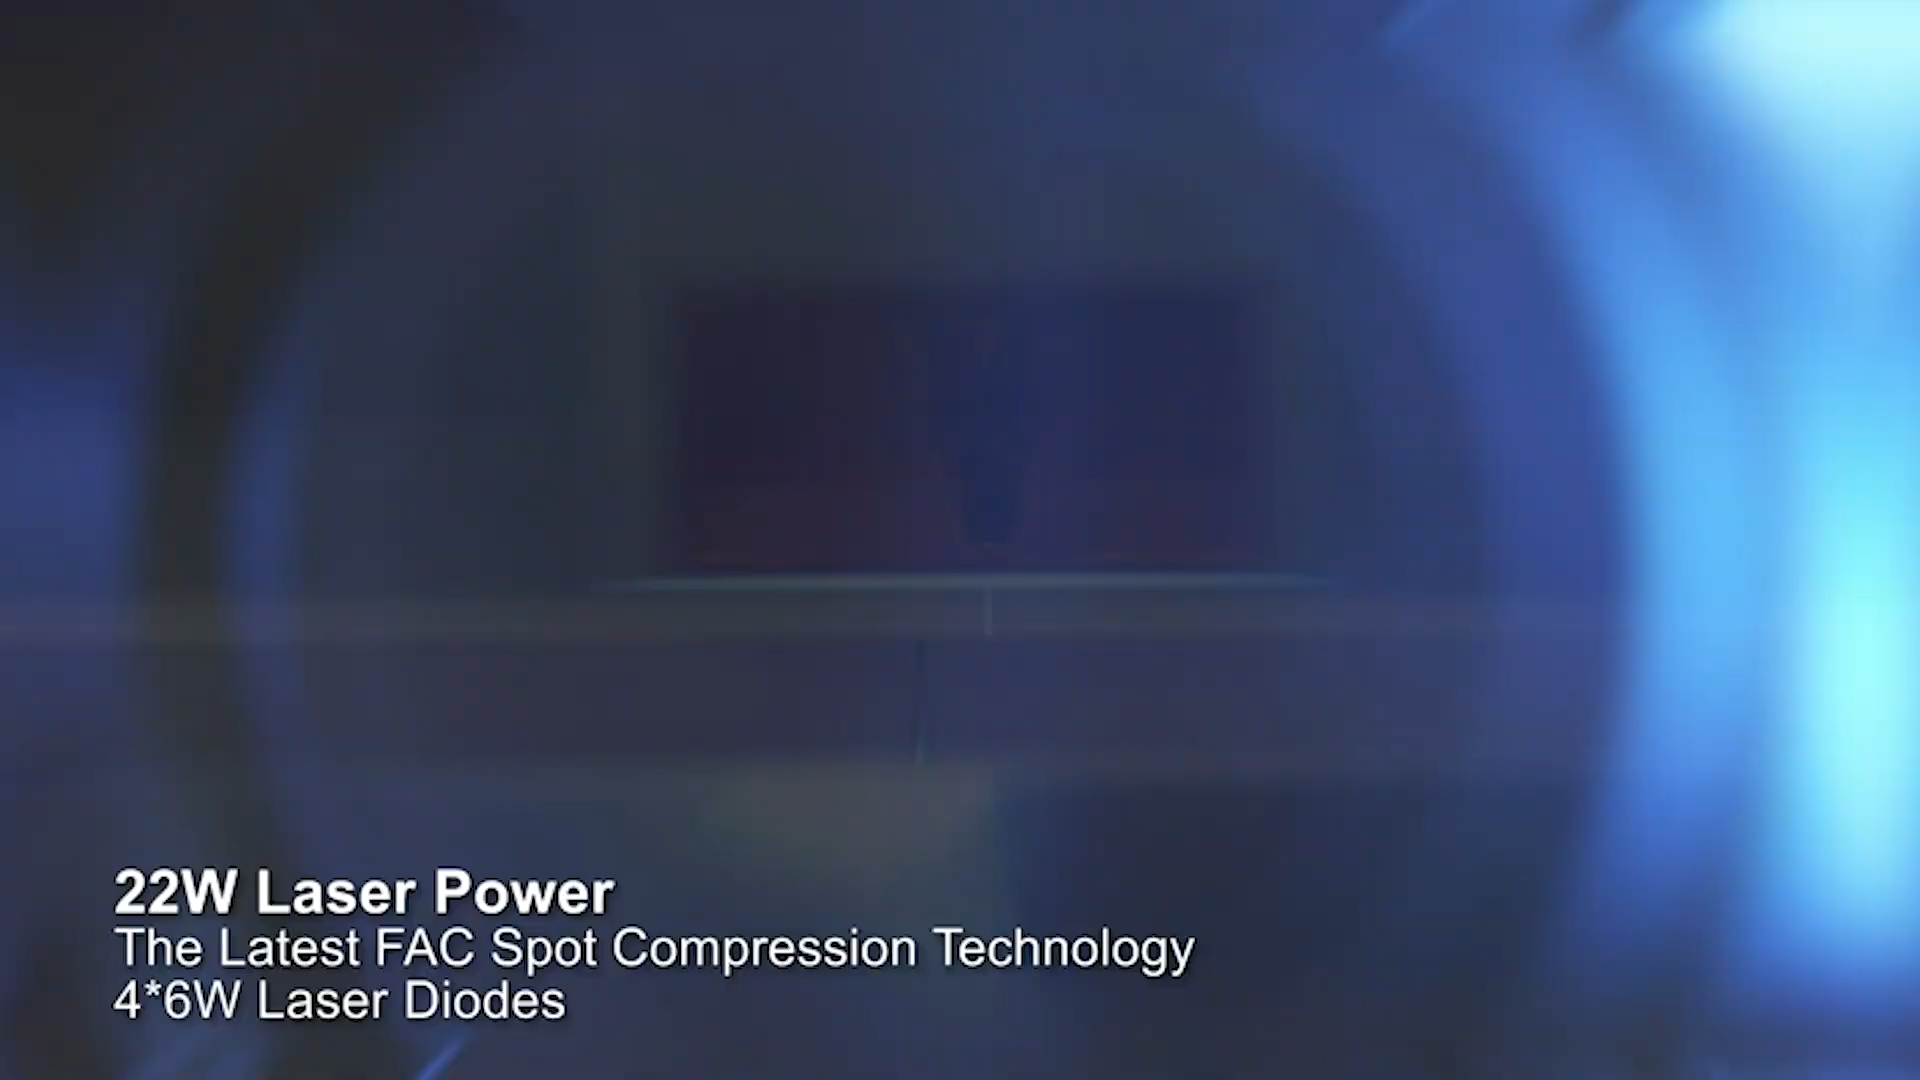 22W Laser Power
The Latest FAC Spot Compression Technology
4*6W Laser Diodes